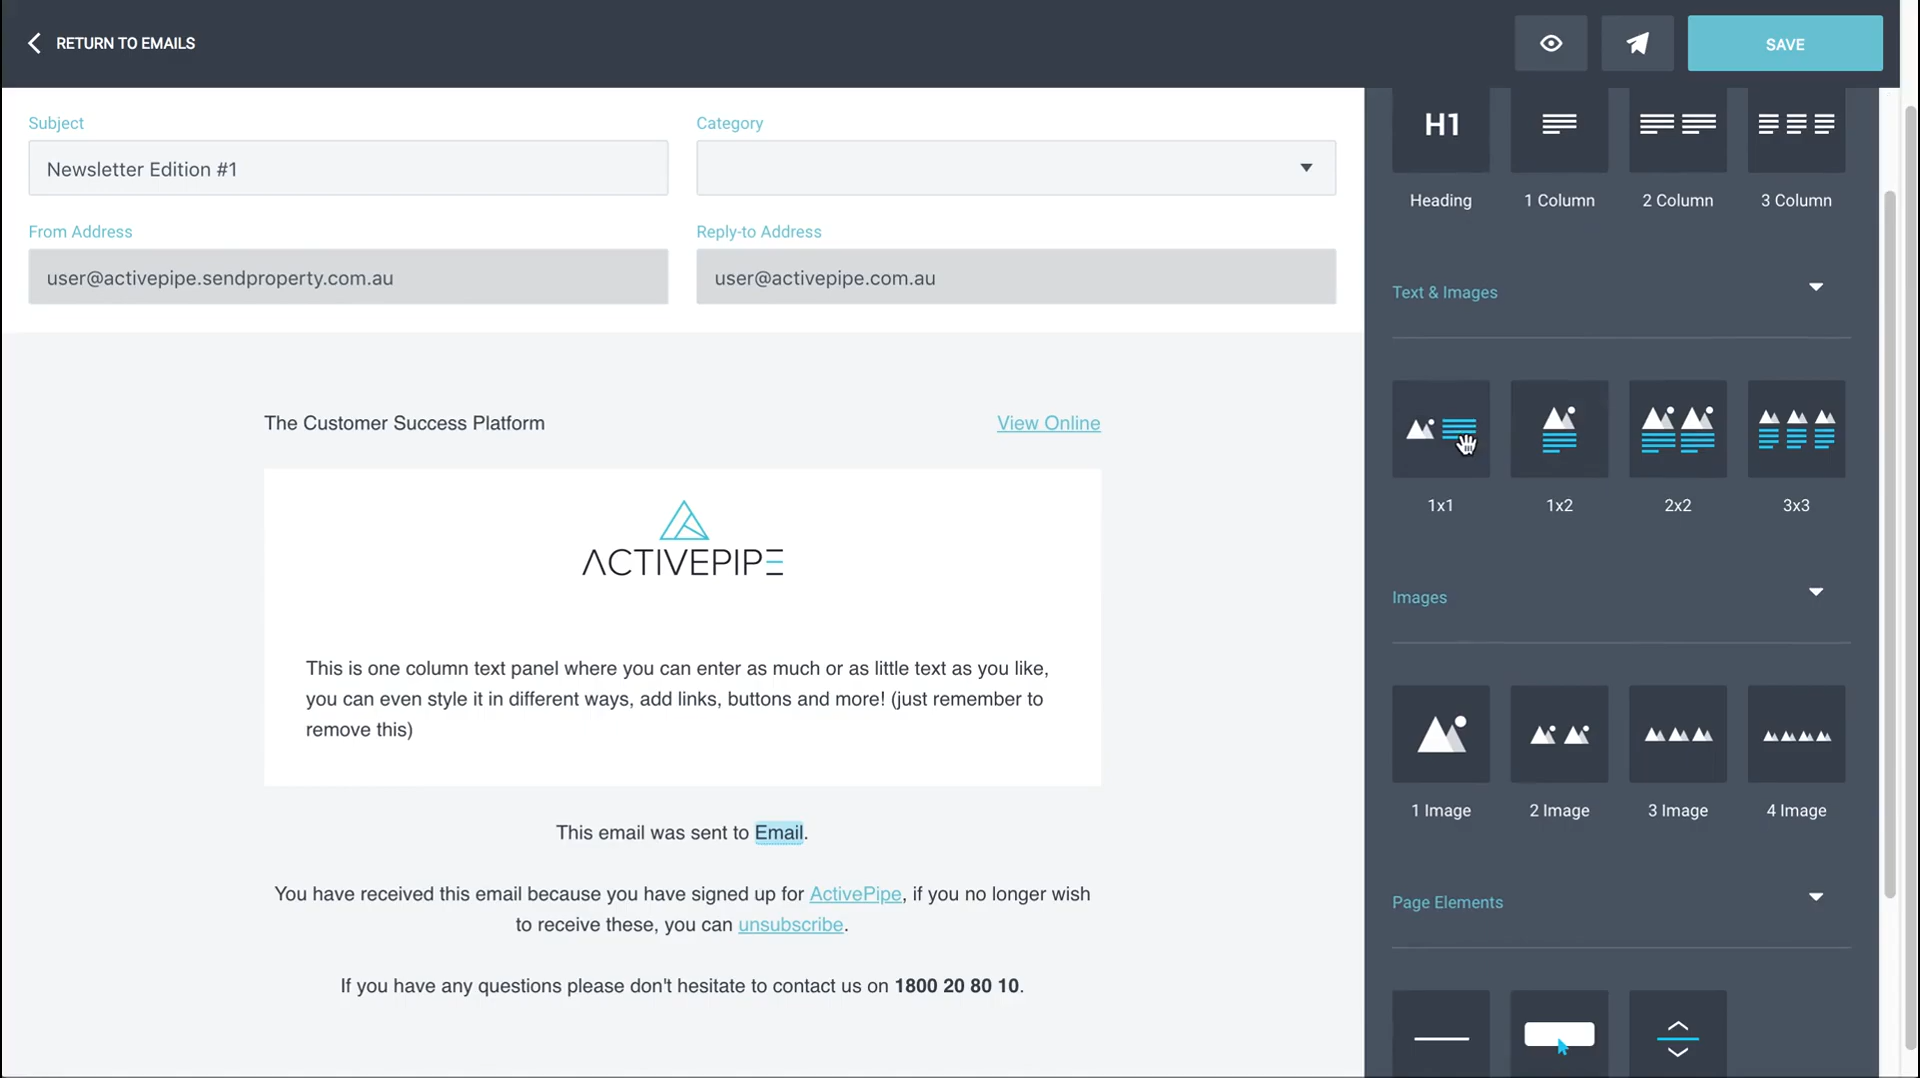 RETURN TO EMAILS
SAVE
Subject
Category
Newsletter Edition #1
From Address
Reply-to Address
user@activepipe.sendproperty.com.au
user@activepipe.com.au
The Customer Success Platform
View Online
ACTIVEPIPE
This is one column text panel where you can enter as much or as little text as you like,
you can even style it in different ways, add links, buttons and more! (just remember to
remove this)
This email was sent to Email.
You have received this email because you have signed up for ActivePipe, if you no longer wish
to receive these, you can unsubscribe.
If you have any questions please don't hesitate to contact us on 1800 20 80 10.
H1
Heading
1 Column
2 Column
3 Column
Text & Images
1x1
1x2
2x2
3x3
Images
1 Image
2 Image
3 Image
4 Image
Page Elements